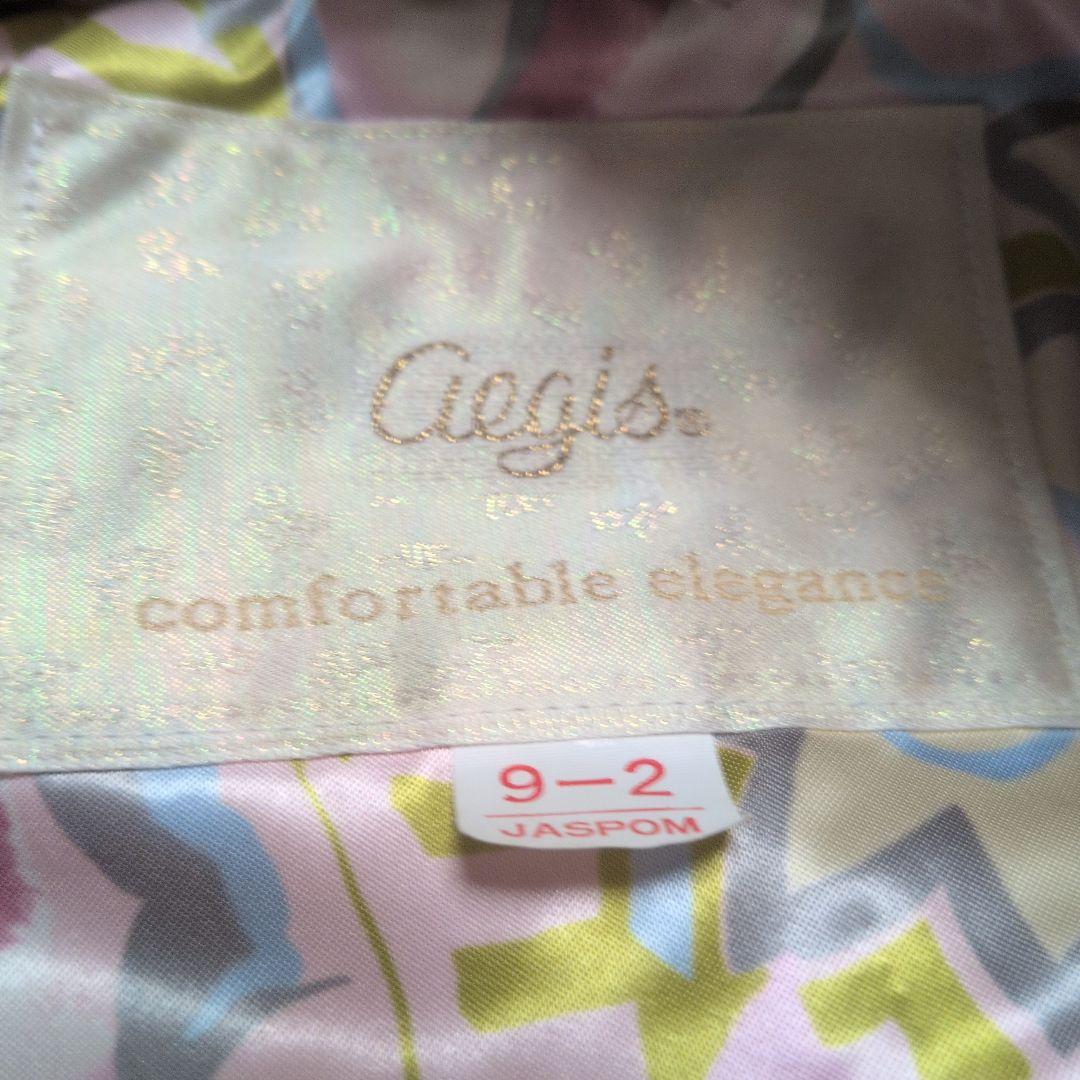 aegis®
comfortable elegance
9-2
JASPOM